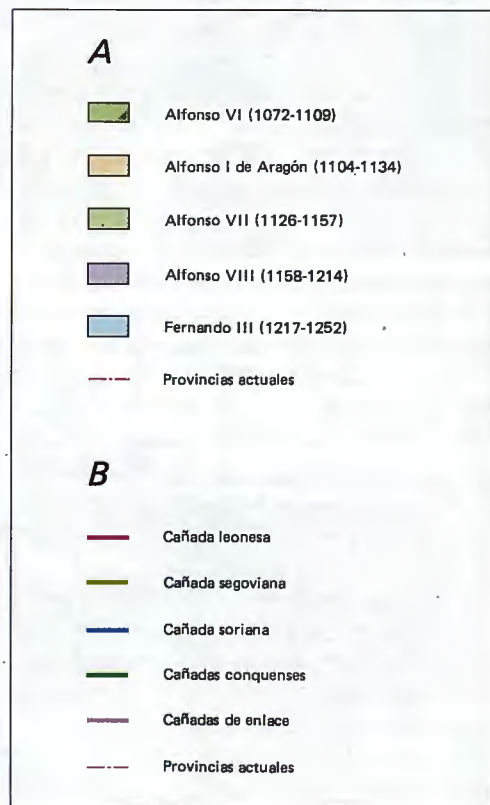 A
Alfonso VI (1072-1109)
Alfonso I de Aragón (1104-1134)
Alfonso VII (1126-1157)
Alfonso VIII (1158-1214)
Fernando III (1217-1252)
Provincias actuales
B
Cañada leonesa
Cañada segoviana
Cañada soriana
Cañadas conquenses
Cañadas de enlace
Provincias actuales